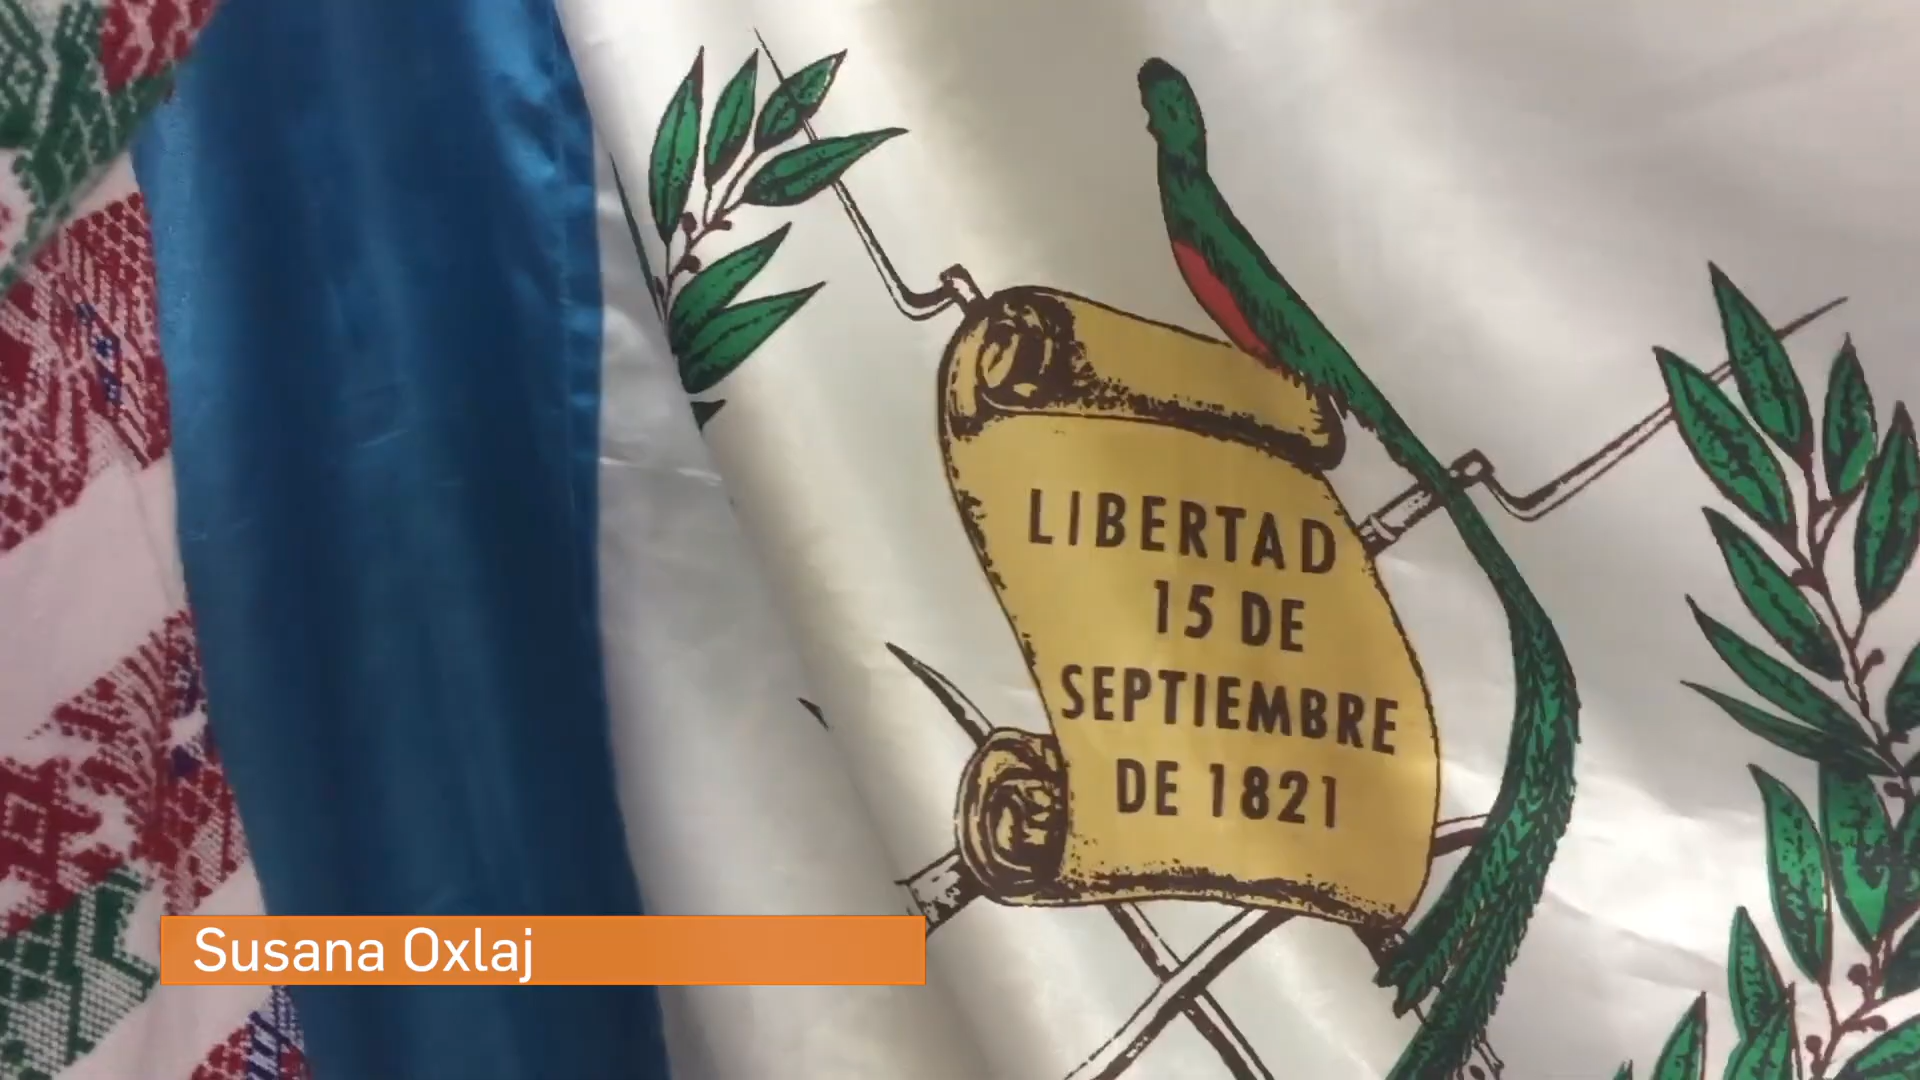 LIBERTAD
15 DE
SEPTIEMBRE
DE 1821
Susana Oxlaj